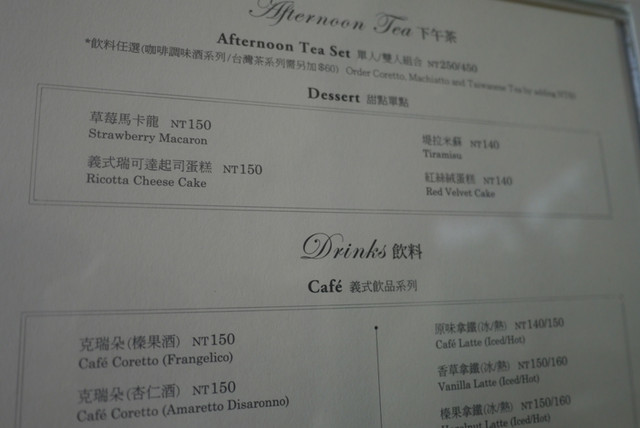 Afternoon Tea 下午茶
Afternoon Tea Set 單人/雙人組合 NT250/450
*飲料任選(咖啡調味酒系列/台灣茶系列需另加$60) Order Coretto, Machiatto and Taiwanese Tea by adding
Dessert 甜點單點
草莓馬卡龍 NT150
Strawberry Macaron
堤拉米蘇 NT140
Tiramisu
義式瑞可達起司蛋糕 NT150
Ricotta Cheese Cake
紅絲絨蛋糕 NT140
Red Velvet Cake
Drinks 飲料
Café 義式飲品系列
克瑞朵(榛果酒) NT150
Café Coretto (Frangelico)
克瑞朵(杏仁酒) NT150
Café Coretto (Amaretto Disaronno)
原味拿鐵(冰/熱) NT140/150
Café Latte (Iced/Hot)
香草拿鐵(冰/熱) NT150/160
Vanilla Latte (Iced/Hot)
榛果拿鐵(冰/熱) NT150/160
Hazelnut Latte (Iced/Hot)